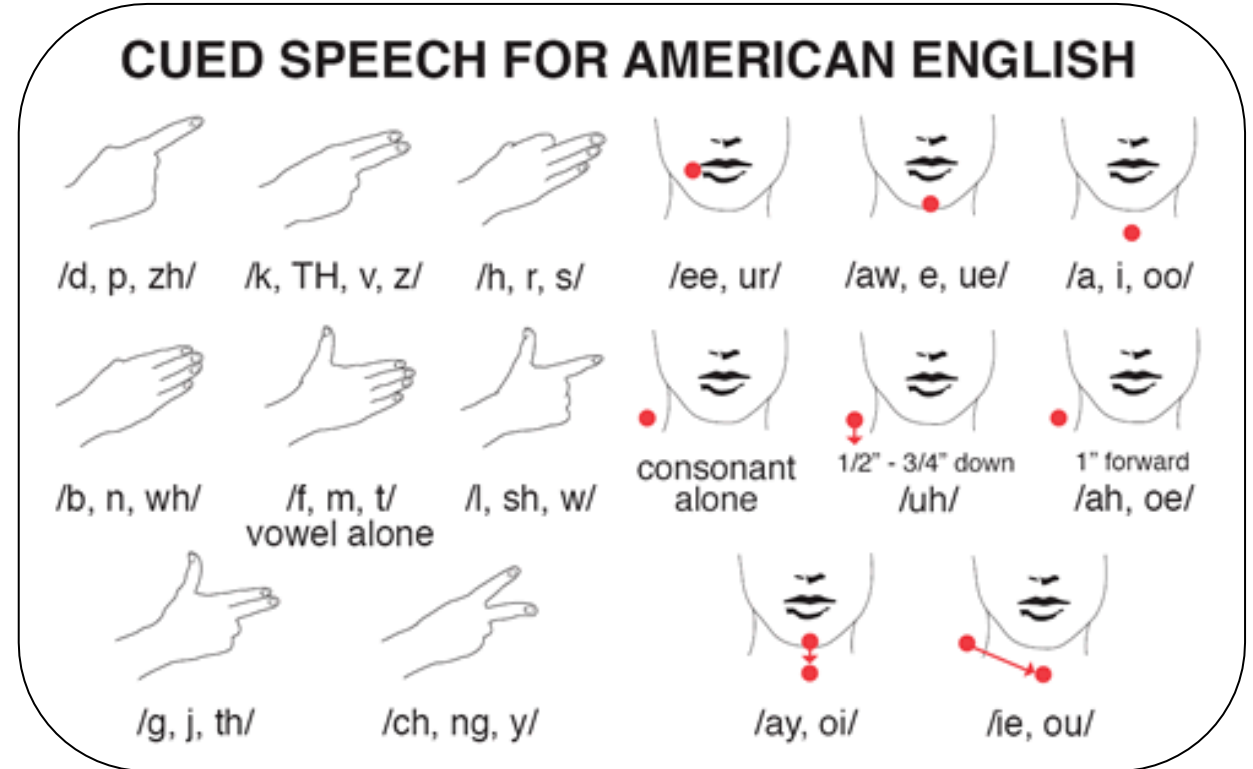 CUED SPEECH FOR AMERICAN ENGLISH
/d, p, zh/
/k, TH, v, z/
/h, r, s/
/ee, ur/
/aw, e, ue/
/a, i, oo/
/b, n, wh/
/f, m, t/
vowel alone
/l, sh, w/
consonant
alone
1/2” - 3/4” down
/uh/
1” forward
/ah, oe/
/g, j, th/
/ch, ng, y/
/ay, oi/
/ie, ou/